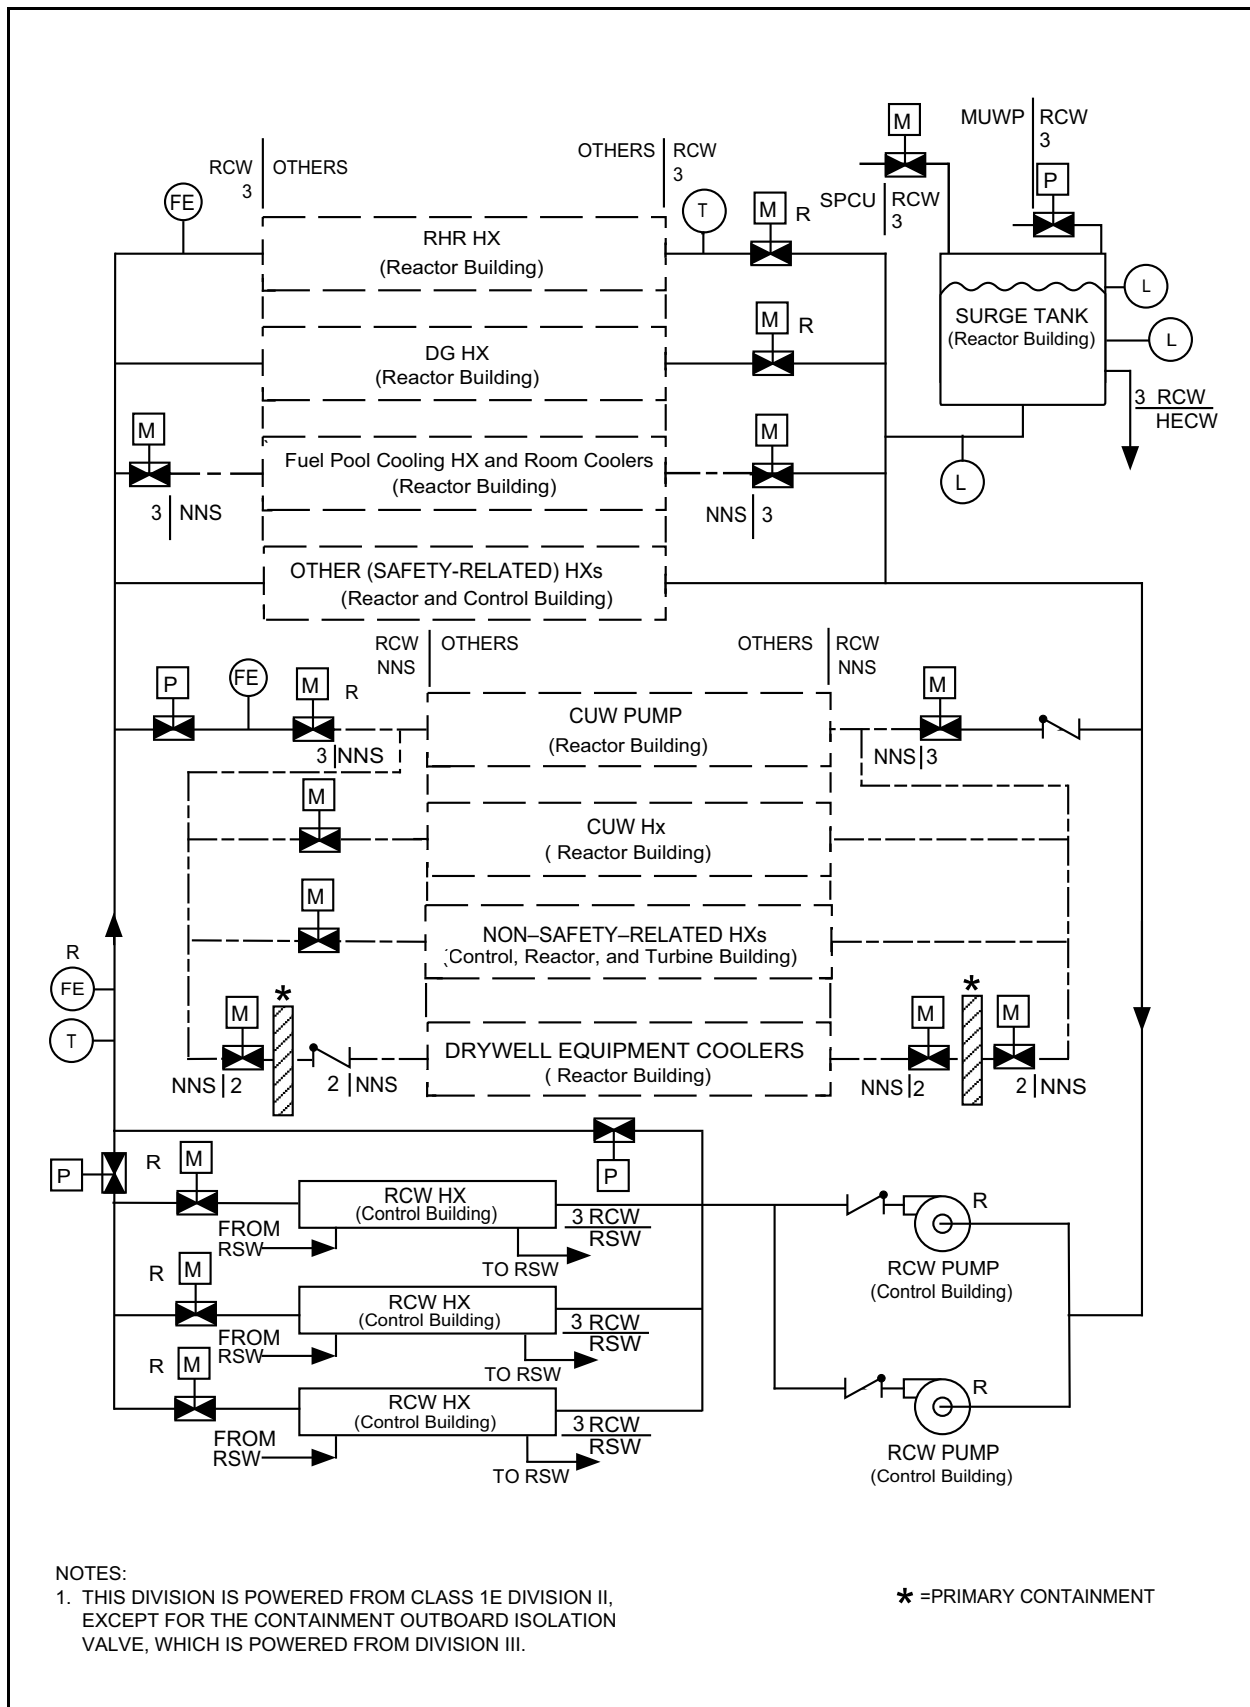 MUWP
RCW
3
M
P
SPCU
RCW
3
RCW
3
OTHERS
OTHERS
RCW
3
FE
T
M
R
RHR HX
(Reactor Building)
L
L
SURGE TANK
(Reactor Building)
3 RCW
HECW
L
M
R
DG HX
(Reactor Building)
M
M
Fuel Pool Cooling HX and Room Coolers
(Reactor Building)
3
NNS
NNS
3
OTHER (SAFETY-RELATED) HXs
(Reactor and Control Building)
RCW
NNS
OTHERS
OTHERS
RCW
NNS
P
FE
M
R
M
CUW PUMP
(Reactor Building)
3
NNS
NNS
3
M
CUW Hx
( Reactor Building)
M
NON–SAFETY–RELATED HXs
(Control, Reactor, and Turbine Building)
R
FE
T
*
*
M
M
M
DRYWELL EQUIPMENT COOLERS
( Reactor Building)
NNS
2
2
NNS
NNS
2
2
NNS
P
P
R
M
RCW HX
(Control Building)
FROM
RSW
3 RCW
RSW
TO RSW
R
RCW PUMP
(Control Building)
R
M
RCW HX
(Control Building)
FROM
RSW
3 RCW
RSW
TO RSW
R
M
RCW HX
(Control Building)
FROM
RSW
3 RCW
RSW
TO RSW
R
RCW PUMP
(Control Building)
NOTES:
1. THIS DIVISION IS POWERED FROM CLASS 1E DIVISION II,
EXCEPT FOR THE CONTAINMENT OUTBOARD ISOLATION
VALVE, WHICH IS POWERED FROM DIVISION III.
* =PRIMARY CONTAINMENT